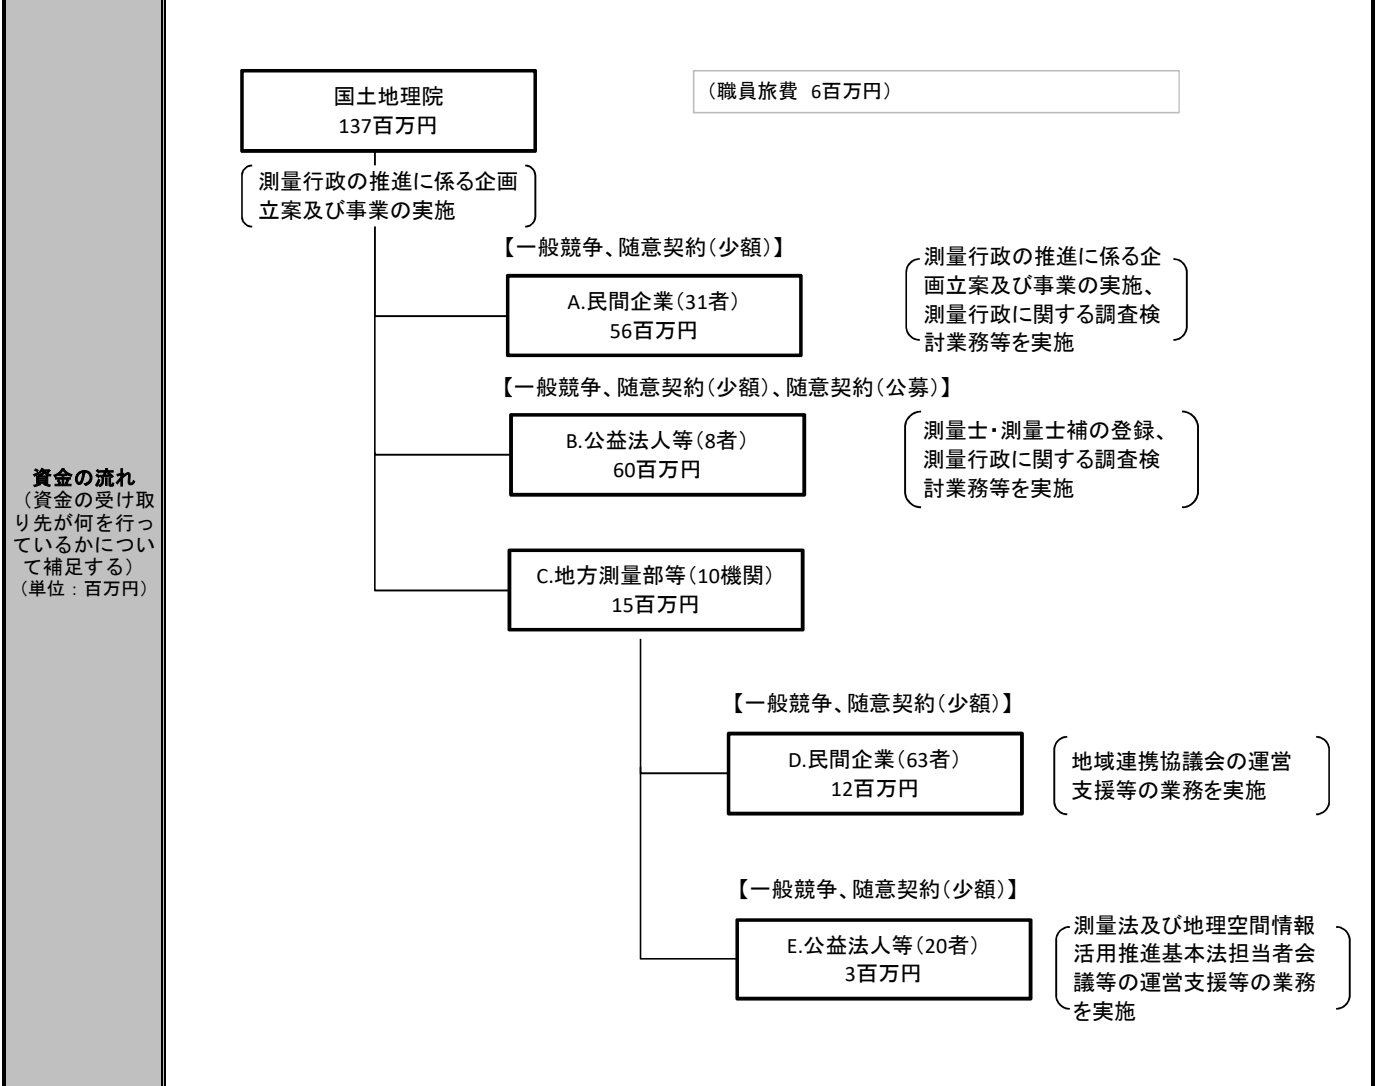 資金の流れ
（資金の受け取
り先が何を行っ
ているかについ
て補足する）
（単位：百万円）
国土地理院
137百万円
（職員旅費 6百万円）
測量行政の推進に係る企画
立案及び事業の実施
【一般競争、随意契約（少額）】
A.民間企業（31者）
56百万円
測量行政の推進に係る企
画立案及び事業の実施、
測量行政に関する調査検
討業務等を実施
【一般競争、随意契約（少額）、随意契約（公募）】
B.公益法人等（8者）
60百万円
測量士・測量士補の登録、
測量行政に関する調査検
討業務等を実施
C.地方測量部等（10機関）
15百万円
【一般競争、随意契約（少額）】
D.民間企業（63者）
12百万円
地域連携協議会の運営
支援等の業務を実施
【一般競争、随意契約（少額）】
E.公益法人等（20者）
3百万円
測量法及び地理空間情報
活用推進基本法担当者会
議等の運営支援等の業務
を実施